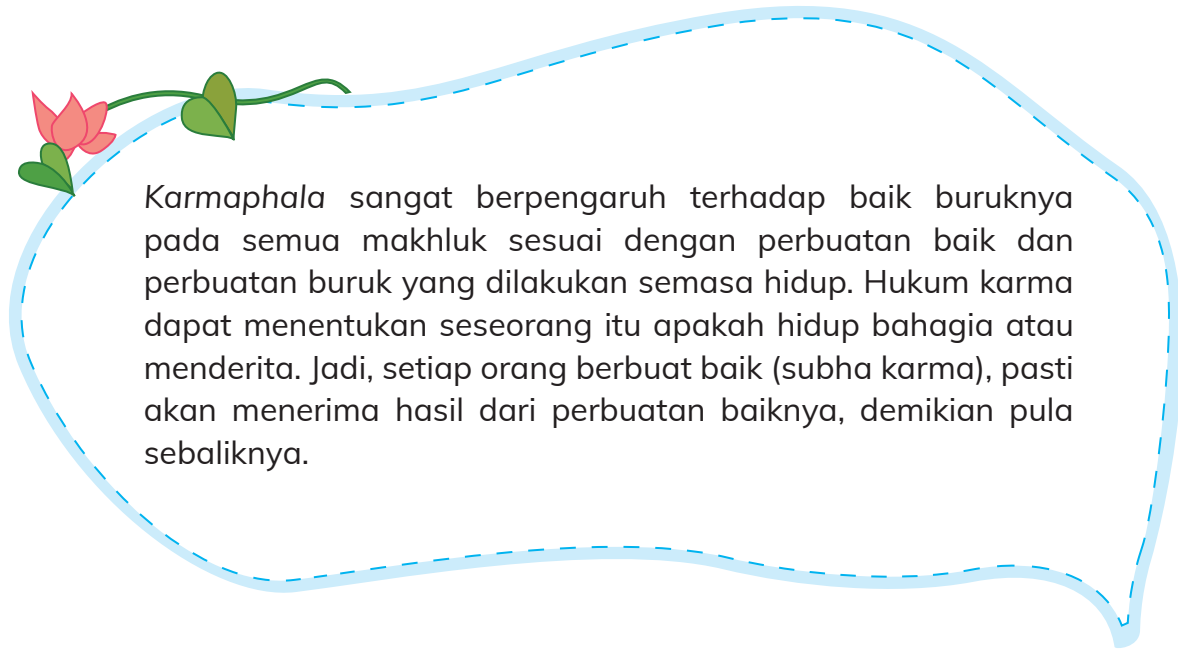 Karmaphala sangat berpengaruh terhadap baik buruknya
pada semua makhluk sesuai dengan perbuatan baik dan
perbuatan buruk yang dilakukan semasa hidup. Hukum karma
dapat menentukan seseorang itu apakah hidup bahagia atau
menderita. Jadi, setiap orang berbuat baik (subha karma), pasti
akan menerima hasil dari perbuatan baiknya, demikian pula
sebaliknya.